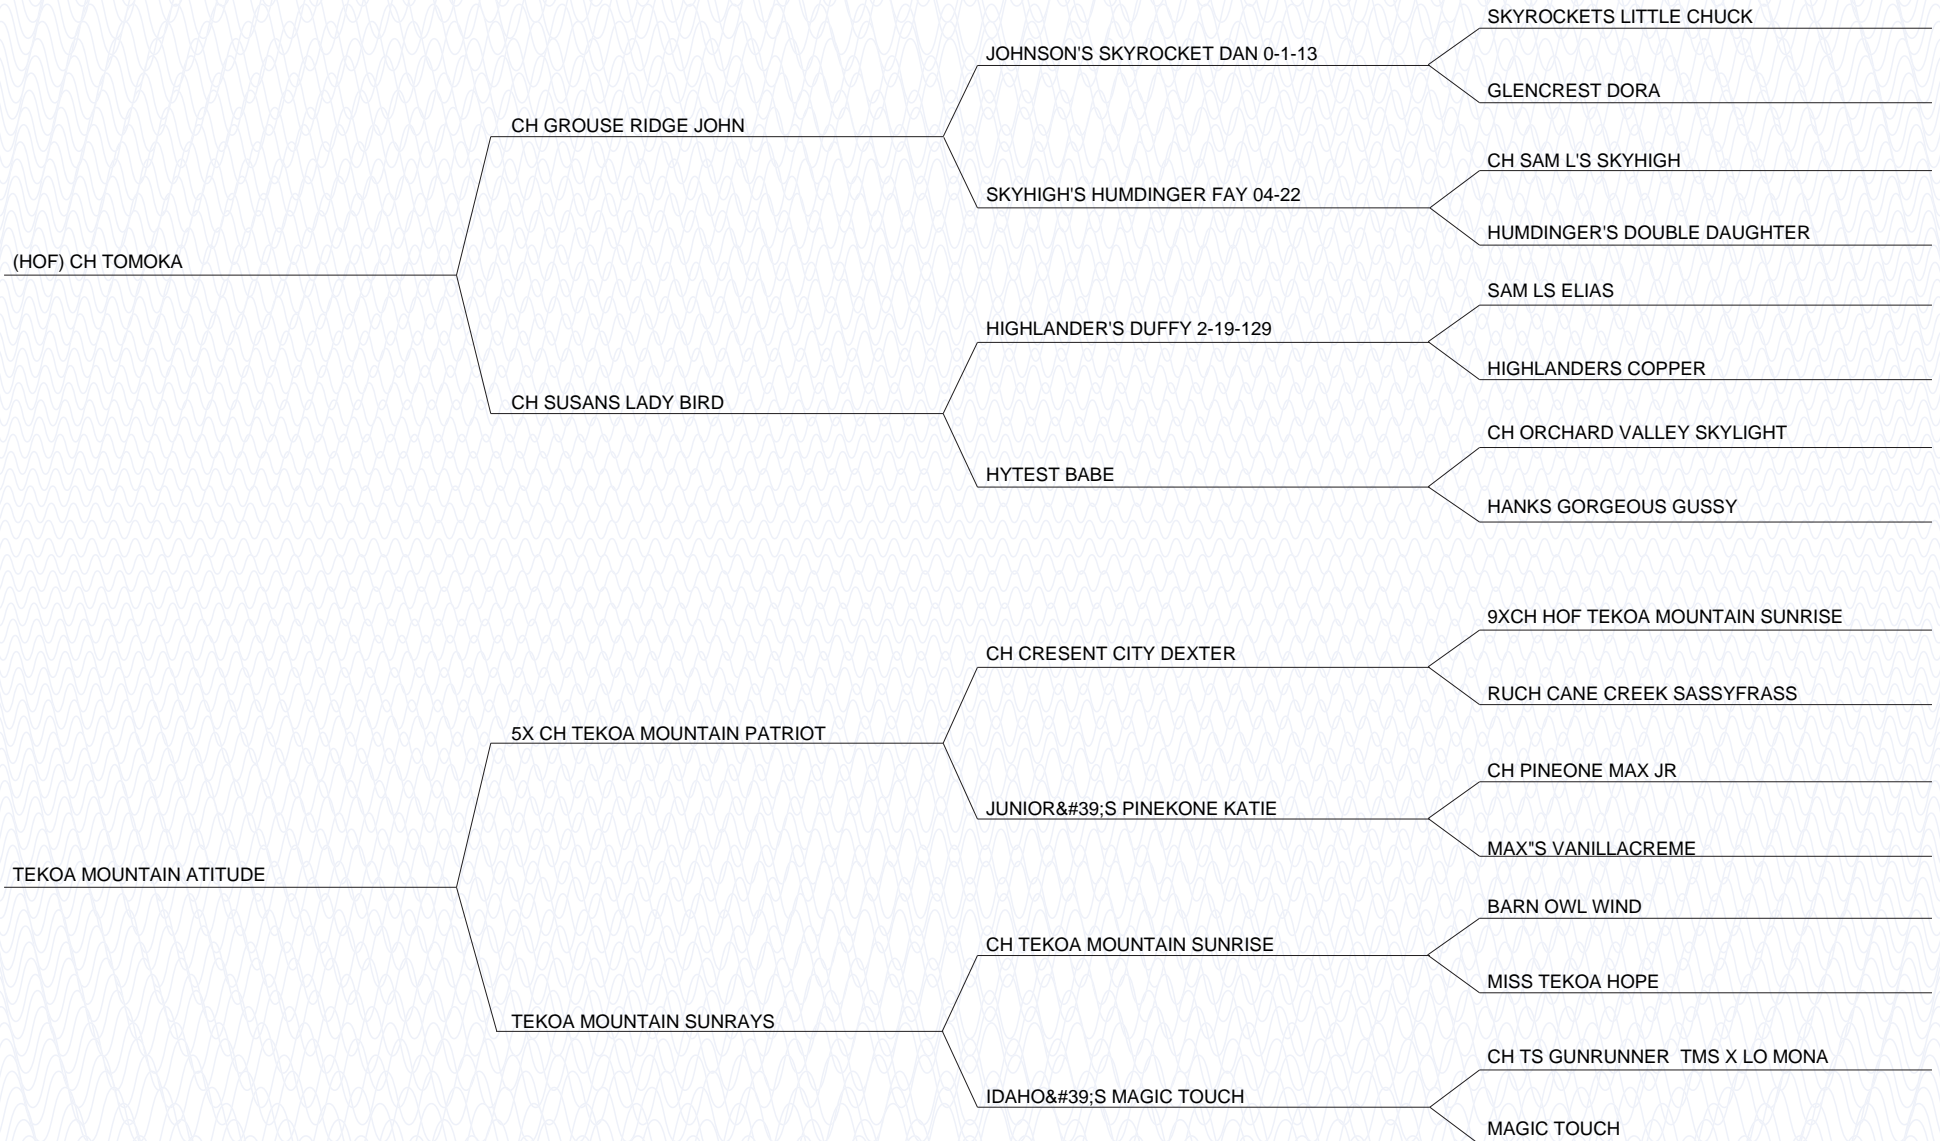 SKYROCKETS LITTLE CHUCK
JOHNSON'S SKYROCKET DAN 0-1-13
GLENCREST DORA
CH GROUSE RIDGE JOHN
CH SAM L'S SKYHIGH
SKYHIGH'S HUMDINGER FAY 04-22
HUMDINGER'S DOUBLE DAUGHTER
(HOF) CH TOMOKA
SAM LS ELIAS
HIGHLANDER'S DUFFY 2-19-129
HIGHLANDERS COPPER
CH SUSANS LADY BIRD
CH ORCHARD VALLEY SKYLIGHT
HYTEST BABE
HANKS GORGEOUS GUSSY
9XCH HOF TEKOA MOUNTAIN SUNRISE
CH CRESENT CITY DEXTER
RUCH CANE CREEK SASSYFRASS
5X CH TEKOA MOUNTAIN PATRIOT
CH PINEONE MAX JR
JUNIOR&#39;S PINEKONE KATIE
MAX"S VANILLACREME
TEKOA MOUNTAIN ATITUDE
BARN OWL WIND
CH TEKOA MOUNTAIN SUNRISE
MISS TEKOA HOPE
TEKOA MOUNTAIN SUNRAYS
CH TS GUNRUNNER  TMS X LO MONA
IDAHO&#39;S MAGIC TOUCH
MAGIC TOUCH